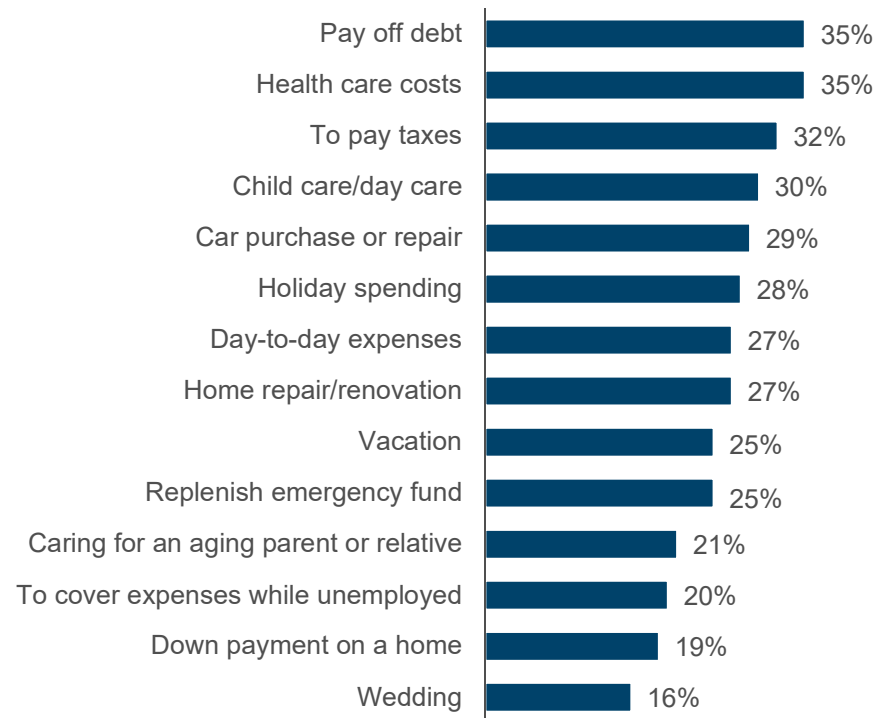 Pay off debt 35%
Health care costs 35%
To pay taxes 32%
Child care/day care 30%
Car purchase or repair 29%
Holiday spending 28%
Day-to-day expenses 27%
Home repair/renovation 27%
Vacation 25%
Replenish emergency fund 25%
Caring for an aging parent or relative 21%
To cover expenses while unemployed 20%
Down payment on a home 19%
Wedding 16%